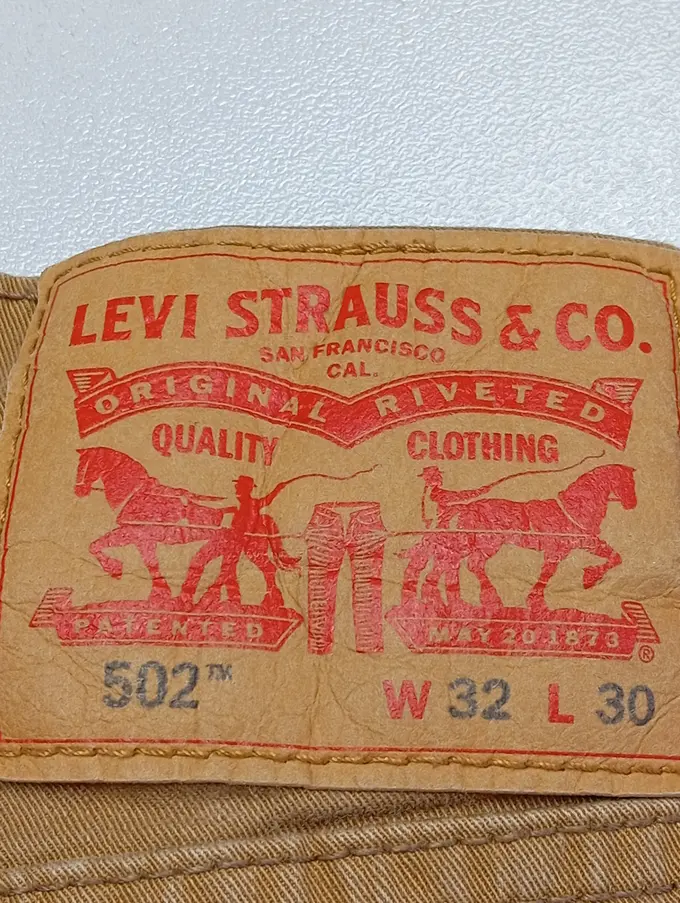 LEVI STRAUSS & CO.
SAN FRANCISCO
CAL.
ORIGINAL RIVETED
QUALITY CLOTHING
PATENTED MAY 20 1873 ®
502™ W 32 L 30